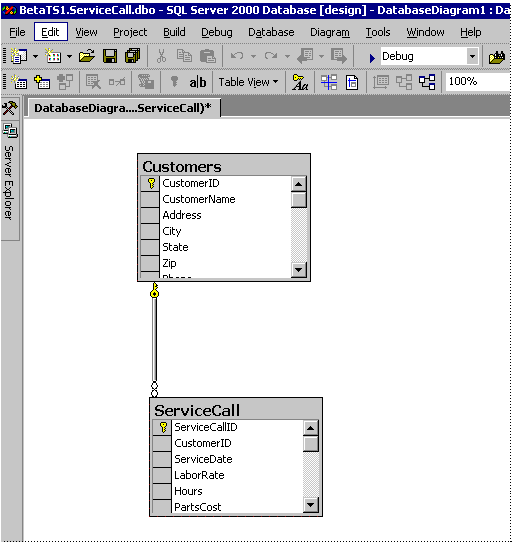 BetaTS1.ServiceCall.dbo - SQL Server 2000 Database [design] - DatabaseDiagram1 : Da
File Edit View Project Build Debug Database Diagram Tools Window Help
Debug
a|b Table View Aa 100%
DatabaseDiagra....ServiceCall)*
Server Explorer
Customers
CustomerID
CustomerName
Address
City
State
Zip
Phone
ServiceCall
ServiceCallID
CustomerID
ServiceDate
LaborRate
Hours
PartsCost